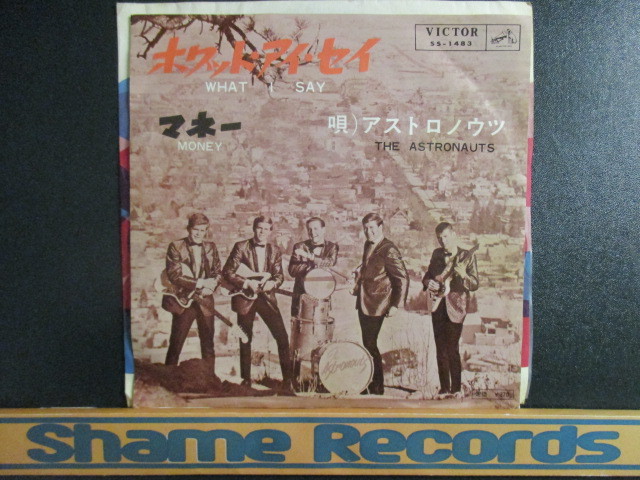 ホワット・アイ・セイ
WHAT I SAY
VICTOR
SS-1483
マネー
MONEY
唄)アストロノウツ
THE ASTRONAUTS
Astronauts
Shame Records